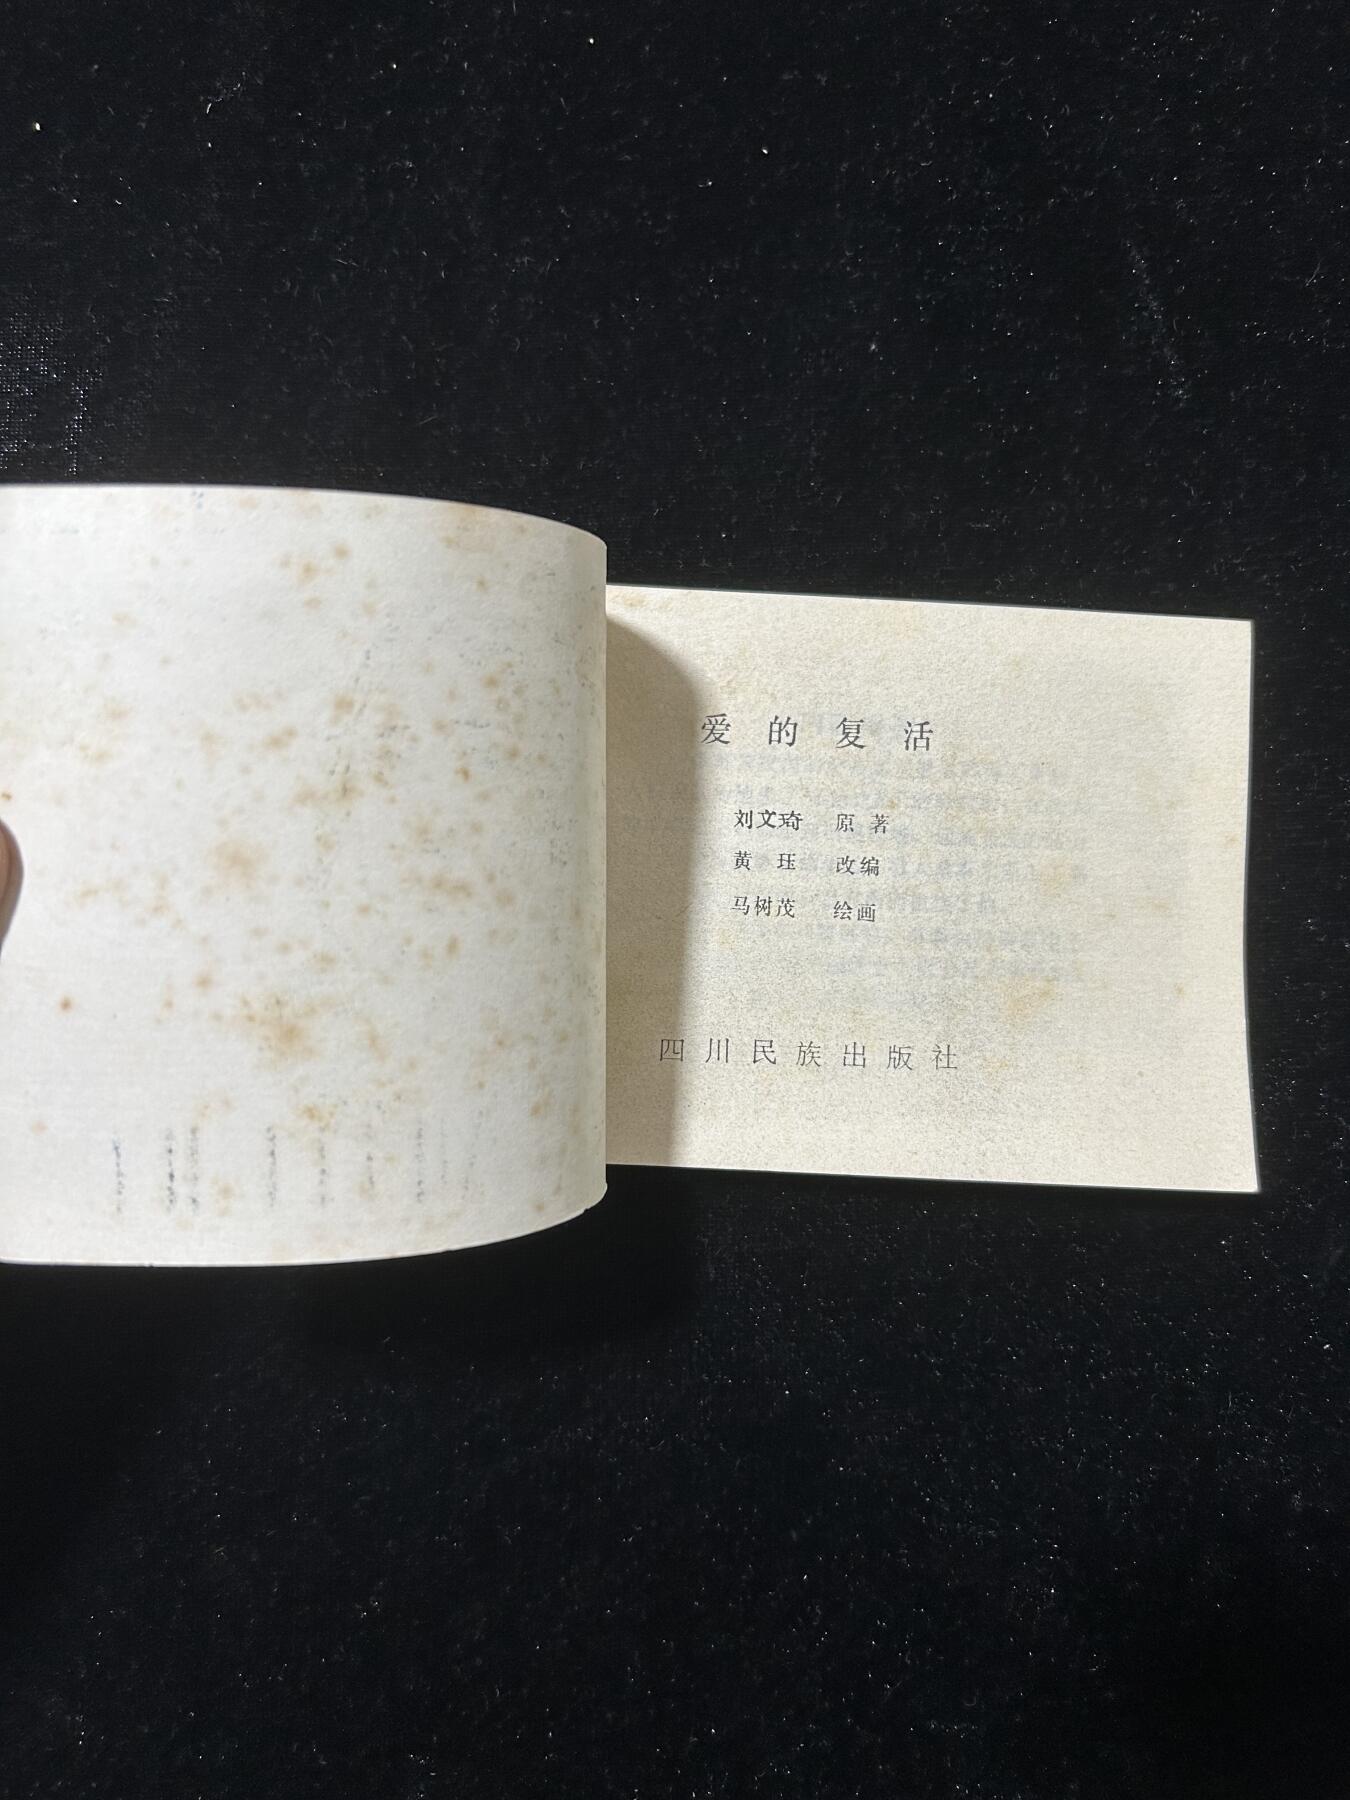 爱的复活
刘文琦 原著
黄珏 改编
马树茂 绘画
四川民族出版社